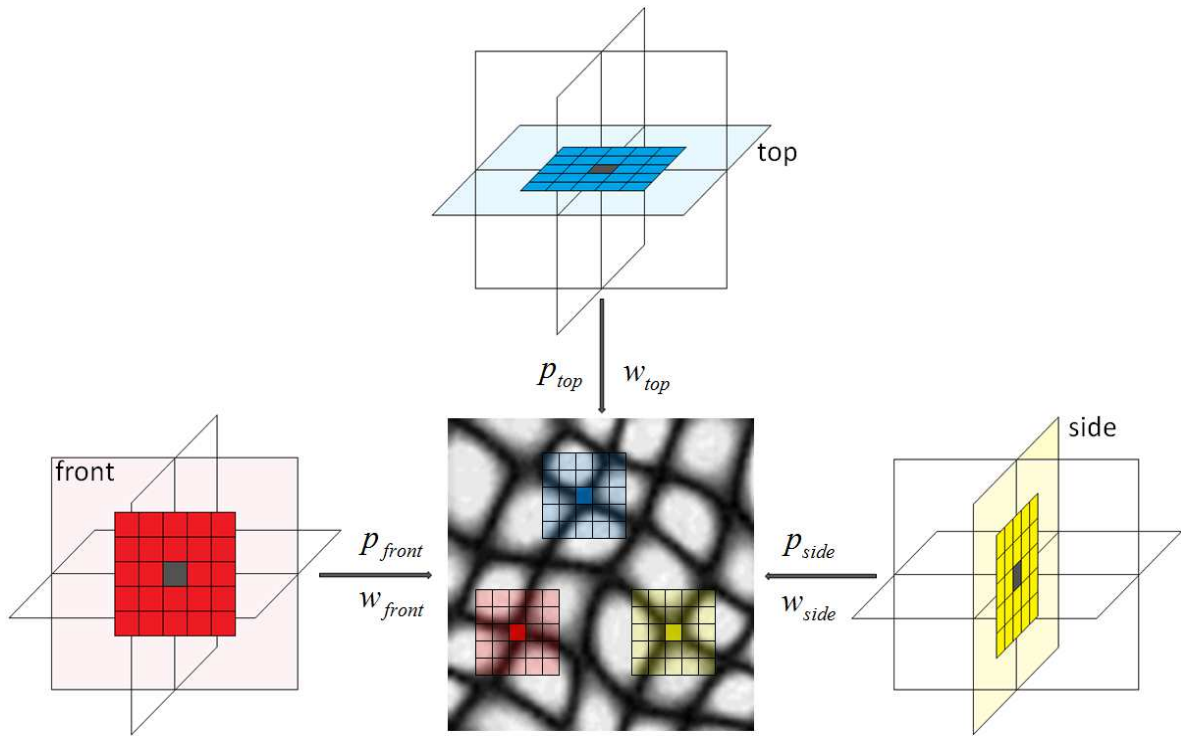 top
p_top w_top
front
side
p_front
w_front
p_side
w_side